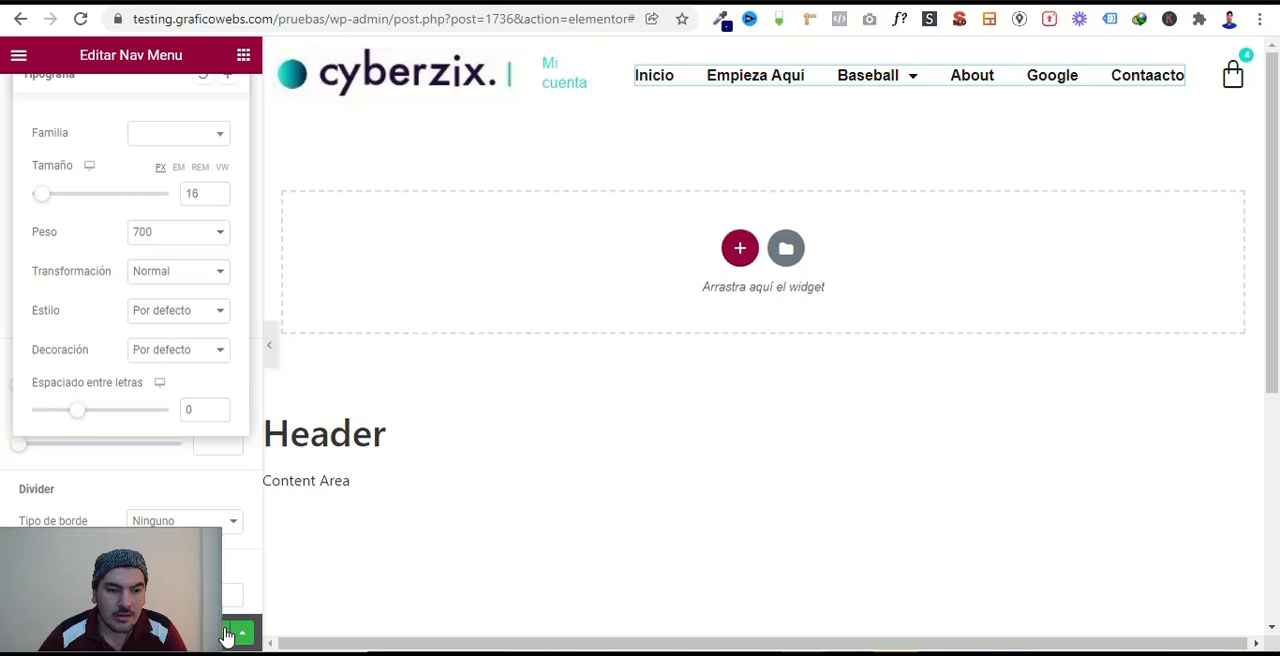 testing.graficowebs.com/pruebas/wp-admin/post.php?post=1736&action=elementor#
f?
S
S
K
Editar Nav Menu
cyberzix. |
Mi
cuenta
Inicio
Empieza Aquí
Baseball
About
Google
Contaacto
4
Tipografía
Familia
Tamaño
PX EM REM VW
16
Peso
700
Transformación
Normal
Estilo
Por defecto
Decoración
Por defecto
Espaciado entre letras
0
Arrastra aquí el widget
Header
Content Area
Divider
Tipo de borde
Ninguno